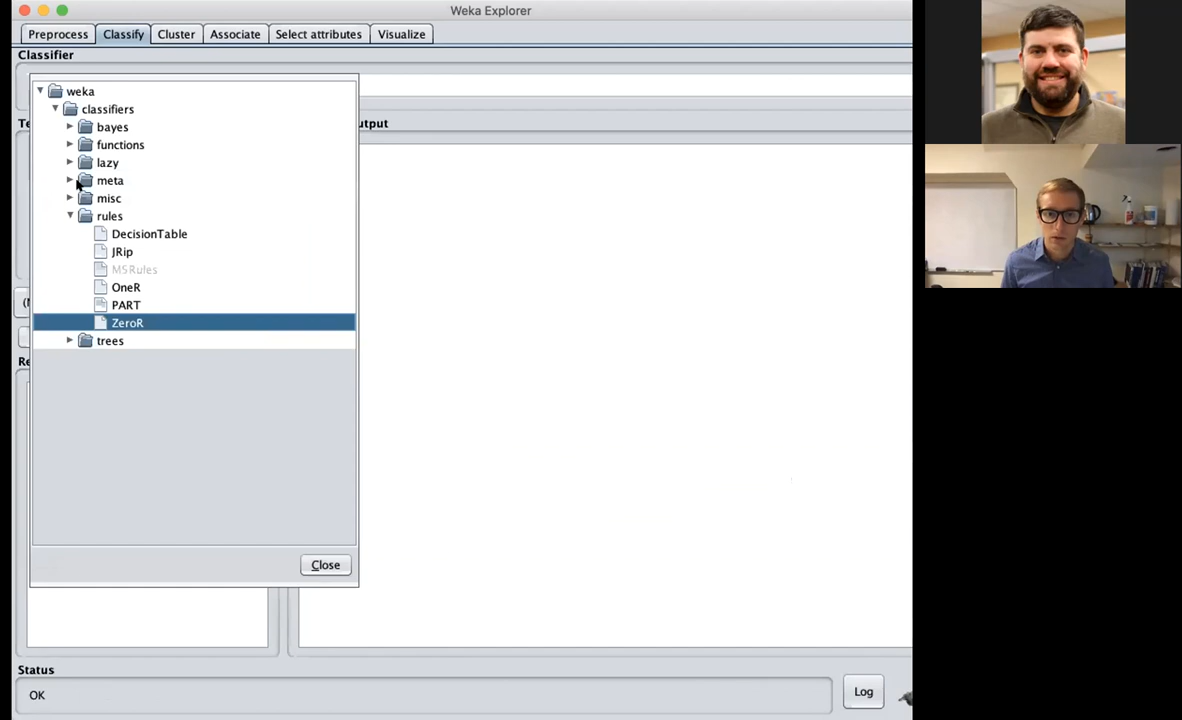 Weka Explorer
Preprocess Classify Cluster Associate Select attributes Visualize
Classifier
weka
classifiers
bayes
functions
lazy
meta
misc
rules
DecisionTable
JRip
M5Rules
OneR
PART
ZeroR
trees
Close
Status
OK
Log